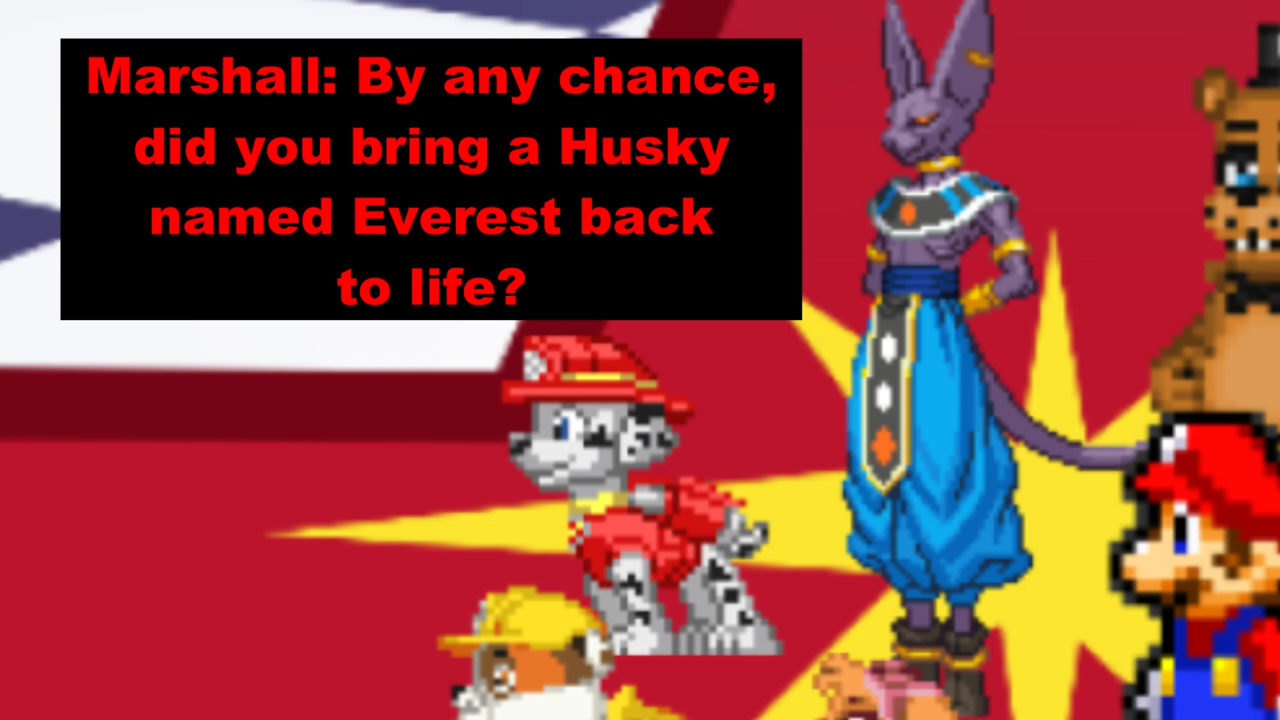 Marshall: By any chance,
did you bring a Husky
named Everest back
to life?